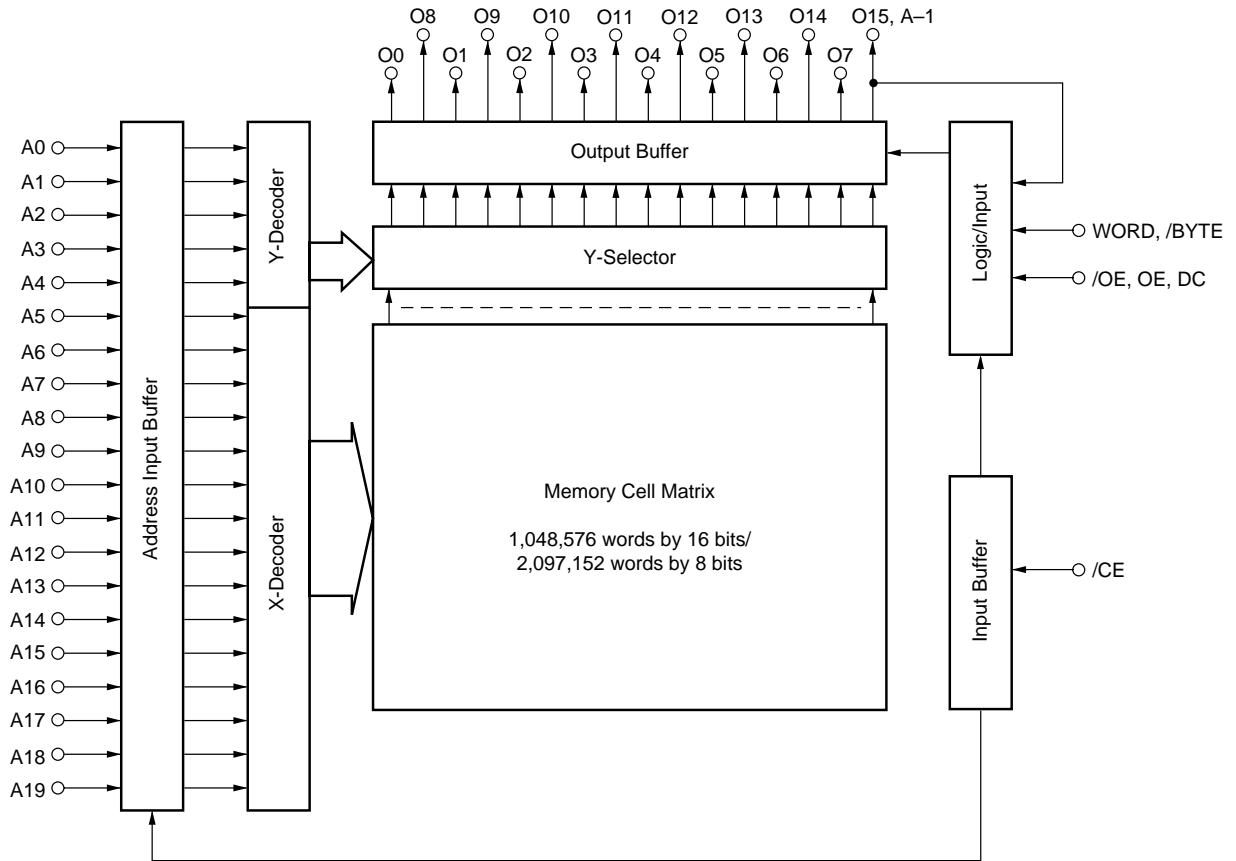 O8 O9 O10 O11 O12 O13 O14 O15, A–1
O0 O1 O2 O3 O4 O5 O6 O7
A0
A1
A2
A3
A4
A5
A6
A7
A8
A9
A10
A11
A12
A13
A14
A15
A16
A17
A18
A19
Address Input Buffer
Y-Decoder
X-Decoder
Output Buffer
Y-Selector
Memory Cell Matrix
1,048,576 words by 16 bits/
2,097,152 words by 8 bits
Logic/Input
WORD, /BYTE
/OE, OE, DC
Input Buffer
/CE